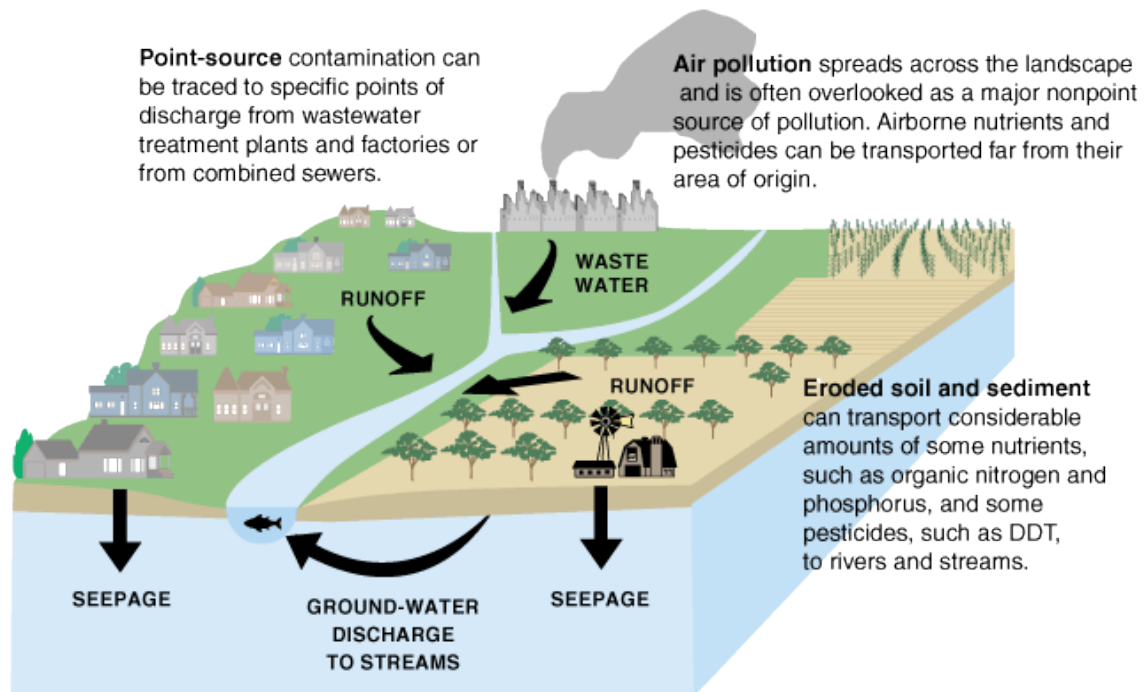 Point-source contamination can
be traced to specific points of
discharge from wastewater
treatment plants and factories or
from combined sewers.
Air pollution spreads across the landscape
and is often overlooked as a major nonpoint
source of pollution. Airborne nutrients and
pesticides can be transported far from their
area of origin.
WASTE
WATER
RUNOFF
RUNOFF
Eroded soil and sediment
can transport considerable
amounts of some nutrients,
such as organic nitrogen and
phosphorus, and some
pesticides, such as DDT,
to rivers and streams.
SEEPAGE
GROUND-WATER
DISCHARGE
TO STREAMS
SEEPAGE